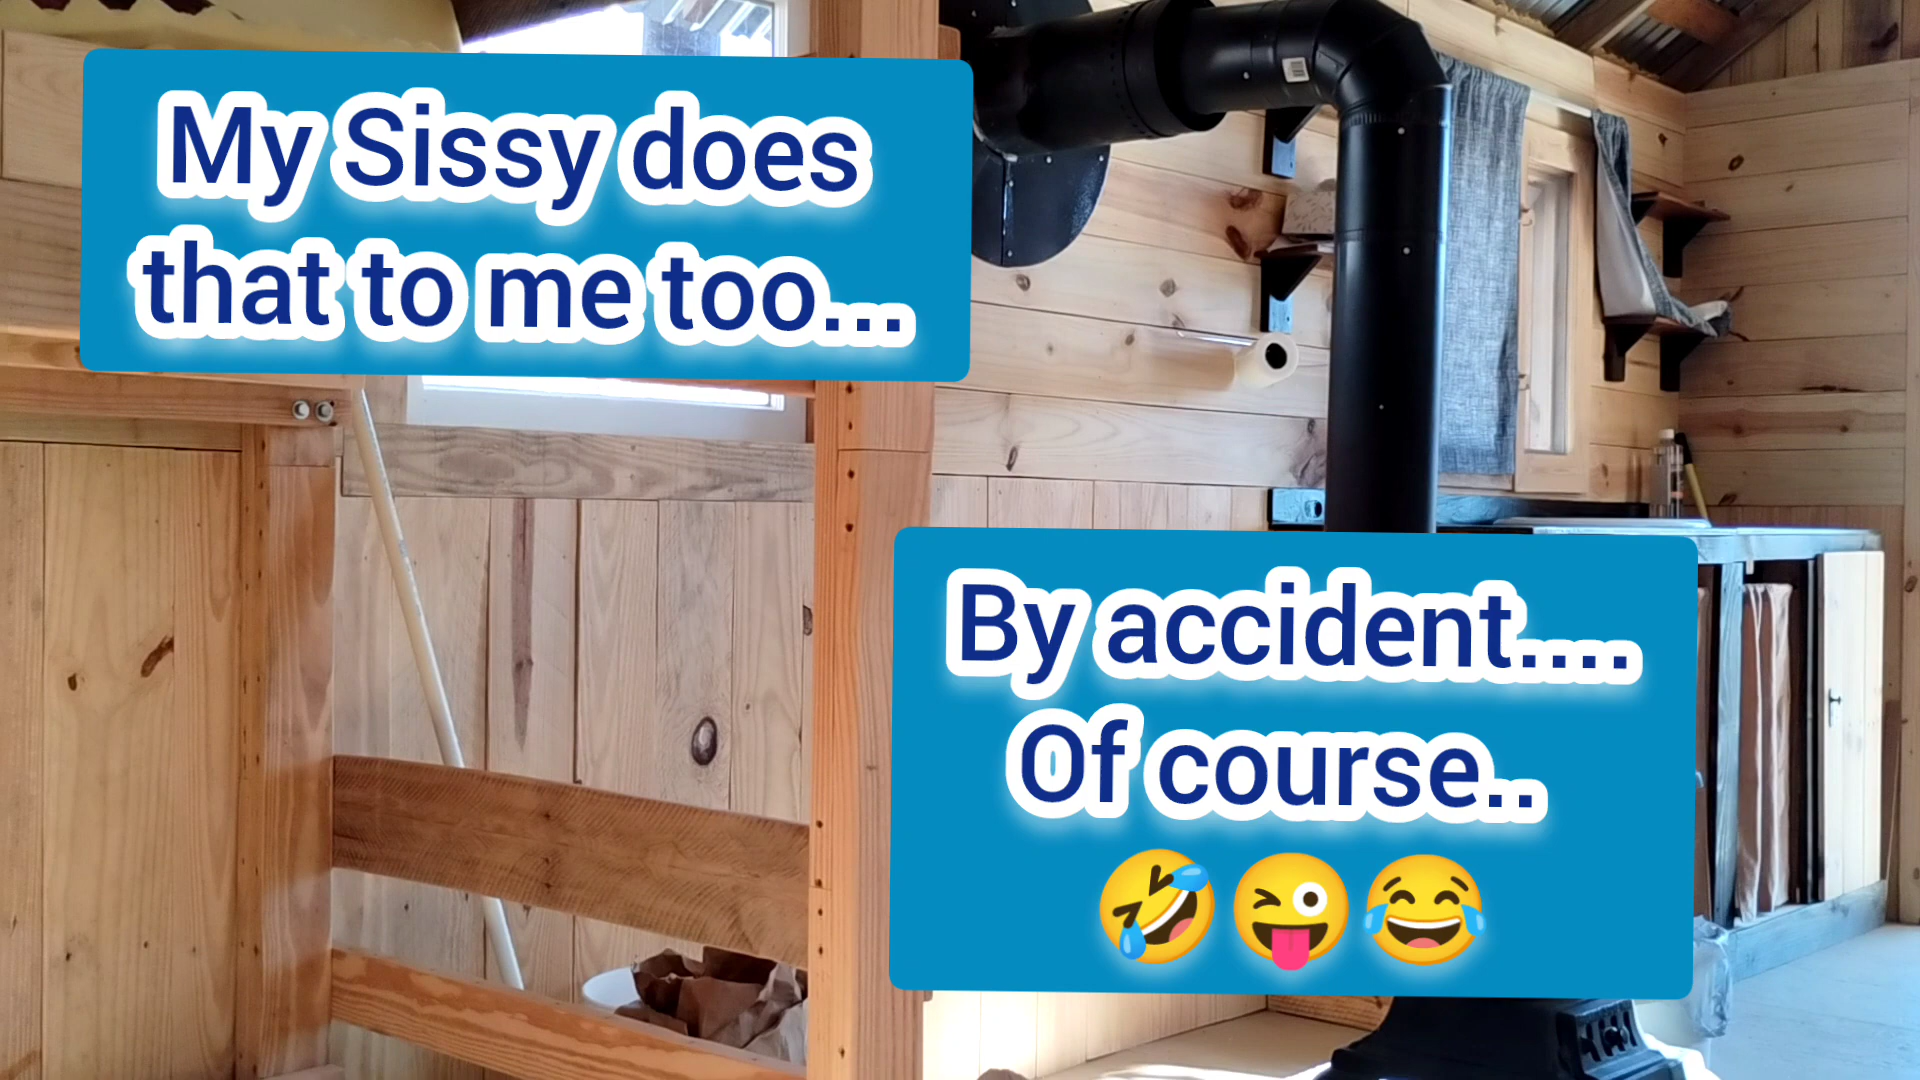 My Sissy does
that to me too...
By accident....
Of course..
🤣😜😂